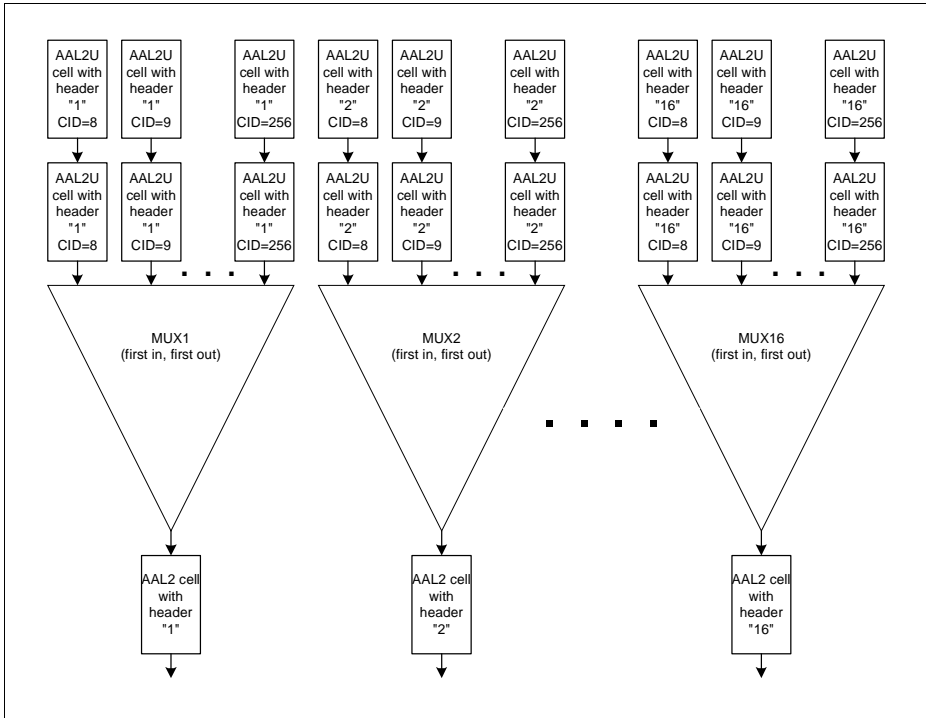 AAL2U
cell with
header
"1"
CID=8
AAL2U
cell with
header
"1"
CID=9
AAL2U
cell with
header
"1"
CID=256
AAL2U
cell with
header
"2"
CID=8
AAL2U
cell with
header
"2"
CID=9
AAL2U
cell with
header
"2"
CID=256
AAL2U
cell with
header
"16"
CID=8
AAL2U
cell with
header
"16"
CID=9
AAL2U
cell with
header
"16"
CID=256
AAL2U
cell with
header
"1"
CID=8
AAL2U
cell with
header
"1"
CID=9
AAL2U
cell with
header
"1"
CID=256
AAL2U
cell with
header
"2"
CID=8
AAL2U
cell with
header
"2"
CID=9
AAL2U
cell with
header
"2"
CID=256
AAL2U
cell with
header
"16"
CID=8
AAL2U
cell with
header
"16"
CID=9
AAL2U
cell with
header
"16"
CID=256
. . .
. . .
. . .
MUX1
(first in, first out)
MUX2
(first in, first out)
MUX16
(first in, first out)
. . . .
AAL2 cell
with
header
"1"
AAL2 cell
with
header
"2"
AAL2 cell
with
header
"16"